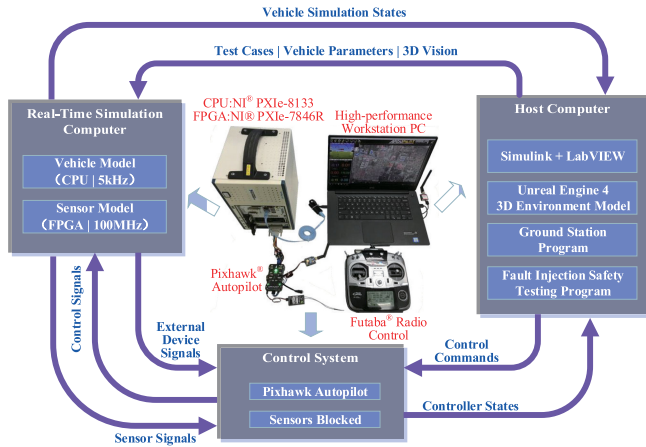 Vehicle Simulation States
Test Cases | Vehicle Parameters | 3D Vision
Real-Time Simulation
Computer
Vehicle Model
(CPU | 5kHz)
Sensor Model
(FPGA | 100MHz)
CPU:NI® PXIe-8133
FPGA:NI® PXIe-7846R
High-performance
Workstation PC
Pixhawk®
Autopilot
Futaba® Radio
Control
Host Computer
Simulink + LabVIEW
Unreal Engine 4
3D Environment Model
Ground Station
Program
Fault Injection Safety
Testing Program
Control Signals
External
Device
Signals
Sensor Signals
Control System
Pixhawk Autopilot
Sensors Blocked
Control
Commands
Controller States